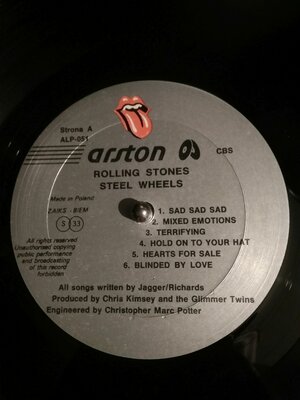 Strona A
ALP-051
arston
CBS
ROLLING STONES
STEEL WHEELS
Made in Poland
ZAIKS - BIEM
S 33
All rights reserved
Unauthorised copying
public performance
and broadcasting
of this record
forbidden
1. SAD SAD SAD
2. MIXED EMOTIONS
3. TERRIFYING
4. HOLD ON TO YOUR HAT
5. HEARTS FOR SALE
6. BLINDED BY LOVE
All songs written by Jagger/Richards
Produced by Chris Kimsey and the Glimmer Twins
Engineered by Christopher Marc Potter